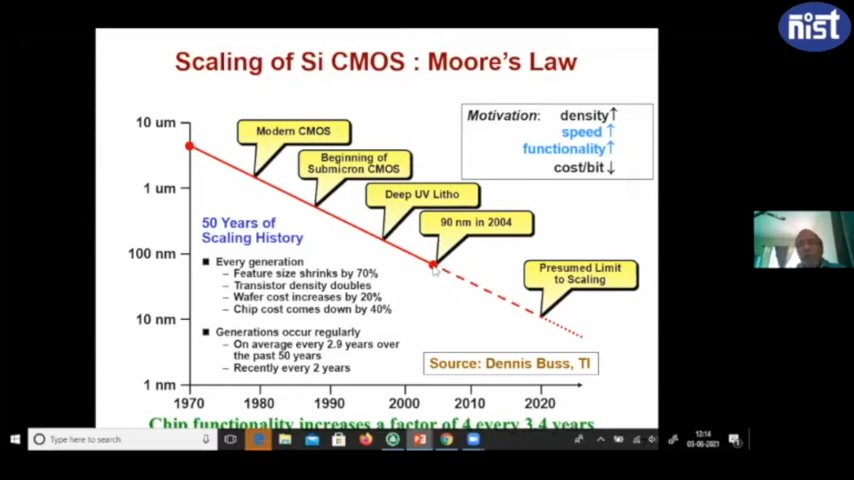 nist
Scaling of Si CMOS : Moore's Law
Motivation: density↑
speed ↑
functionality↑
cost/bit↓
10 um
1 um
100 nm
10 nm
1 nm
Modern CMOS
Beginning of
Submicron CMOS
Deep UV Litho
90 nm in 2004
Presumed Limit
to Scaling
50 Years of
Scaling History
■ Every generation
– Feature size shrinks by 70%
– Transistor density doubles
– Wafer cost increases by 20%
– Chip cost comes down by 40%
■ Generations occur regularly
– On average every 2.9 years over
the past 50 years
– Recently every 2 years
Source: Dennis Buss, TI
1970 1980 1990 2000 2010 2020
Chip functionality increases a factor of 4 every 3.4 years
Type here to search
12:14
05-06-2021